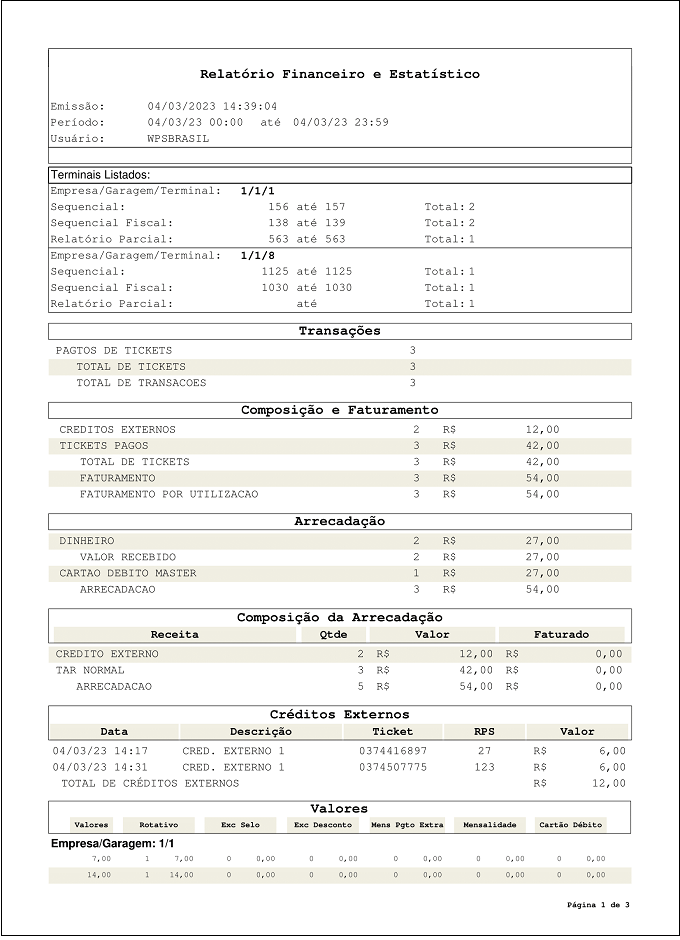 Relatório Financeiro e Estatístico
Emissão: 04/03/2023 14:39:04
Período: 04/03/23 00:00 até 04/03/23 23:59
Usuário: WPSBRASIL
Terminais Listados:
Empresa/Garagem/Terminal: 1/1/1
Sequencial: 156 até 157 Total: 2
Sequencial Fiscal: 138 até 139 Total: 2
Relatório Parcial: 563 até 563 Total: 1
Empresa/Garagem/Terminal: 1/1/8
Sequencial: 1125 até 1125 Total: 1
Sequencial Fiscal: 1030 até 1030 Total: 1
Relatório Parcial: até Total: 1
Transações
PAGTOS DE TICKETS 3
TOTAL DE TICKETS 3
TOTAL DE TRANSACOES 3
Composição e Faturamento
CREDITOS EXTERNOS 2 R$ 12,00
TICKETS PAGOS 3 R$ 42,00
TOTAL DE TICKETS 3 R$ 42,00
FATURAMENTO 3 R$ 54,00
FATURAMENTO POR UTILIZACAO 3 R$ 54,00
Arrecadação
DINHEIRO 2 R$ 27,00
VALOR RECEBIDO 2 R$ 27,00
CARTAO DEBITO MASTER 1 R$ 27,00
ARRECADACAO 3 R$ 54,00
Composição da Arrecadação
Receita Qtde Valor Faturado
CREDITO EXTERNO 2 R$ 12,00 R$ 0,00
TAR NORMAL 3 R$ 42,00 R$ 0,00
ARRECADACAO 5 R$ 54,00 R$ 0,00
Créditos Externos
Data Descrição Ticket RPS Valor
04/03/23 14:17 CRED. EXTERNO 1 0374416897 27 R$ 6,00
04/03/23 14:31 CRED. EXTERNO 1 0374507775 123 R$ 6,00
TOTAL DE CRÉDITOS EXTERNOS R$ 12,00
Valores
Valores Rotativo Exc Selo Exc Desconto Mens Pgto Extra Mensalidade Cartão Débito
Empresa/Garagem: 1/1
7,00 1 7,00 0 0,00 0 0,00 0 0,00 0 0,00 0 0,00
14,00 1 14,00 0 0,00 0 0,00 0 0,00 0 0,00 0 0,00
Página 1 de 3